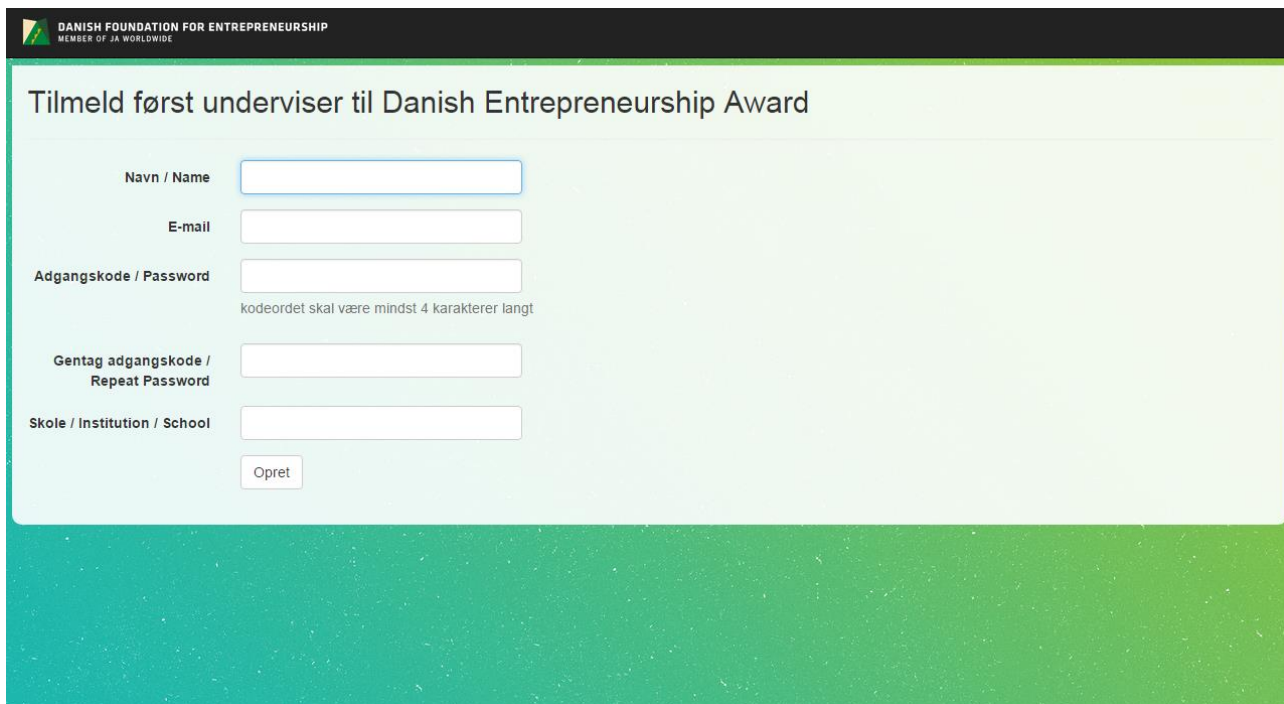 DANISH FOUNDATION FOR ENTREPRENEURSHIP
MEMBER OF JA WORLDWIDE
Tilmeld først underviser til Danish Entrepreneurship Award
Navn / Name
E-mail
Adgangskode / Password
kodeordet skal være mindst 4 karakterer langt
Gentag adgangskode /
Repeat Password
Skole / Institution / School
Opret